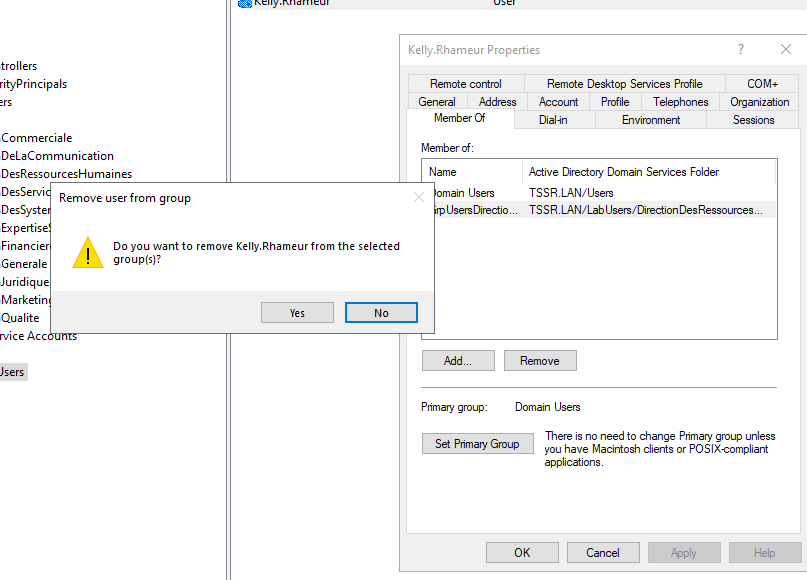 Kelly.Rhameur User
trollers
rityPrincipals
ers
Commerciale
DeLaCommunication
DesRessourcesHumaines
DesServic
DesSyster
ExpertiseS
Financier
Generale
Juridique
Marketing
Qualite
rvice Accounts
Users
Remove user from group
Do you want to remove Kelly.Rhameur from the selected
group(s)?
Yes No
Kelly.Rhameur Properties ?
Remote control Remote Desktop Services Profile COM+
General Address Account Profile Telephones Organization
Member Of Dial-in Environment Sessions
Member of:
Name Active Directory Domain Services Folder
Domain Users TSSR.LAN/Users
GrpUsersDirectio... TSSR.LAN/LabUsers/DirectionDesRessources...
Add... Remove
Primary group: Domain Users
Set Primary Group
There is no need to change Primary group unless
you have Macintosh clients or POSIX-compliant
applications.
OK Cancel Apply Help